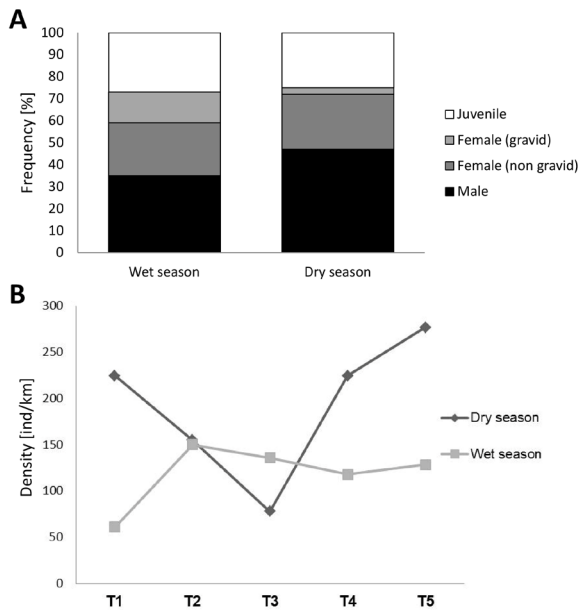 A
100
90
80
70
60
50
40
30
20
10
0
Frequency [%]
Wet season
Dry season
Juvenile
Female (gravid)
Female (non gravid)
Male
B
300
250
200
150
100
50
0
Density [ind/km]
T1
T2
T3
T4
T5
Dry season
Wet season